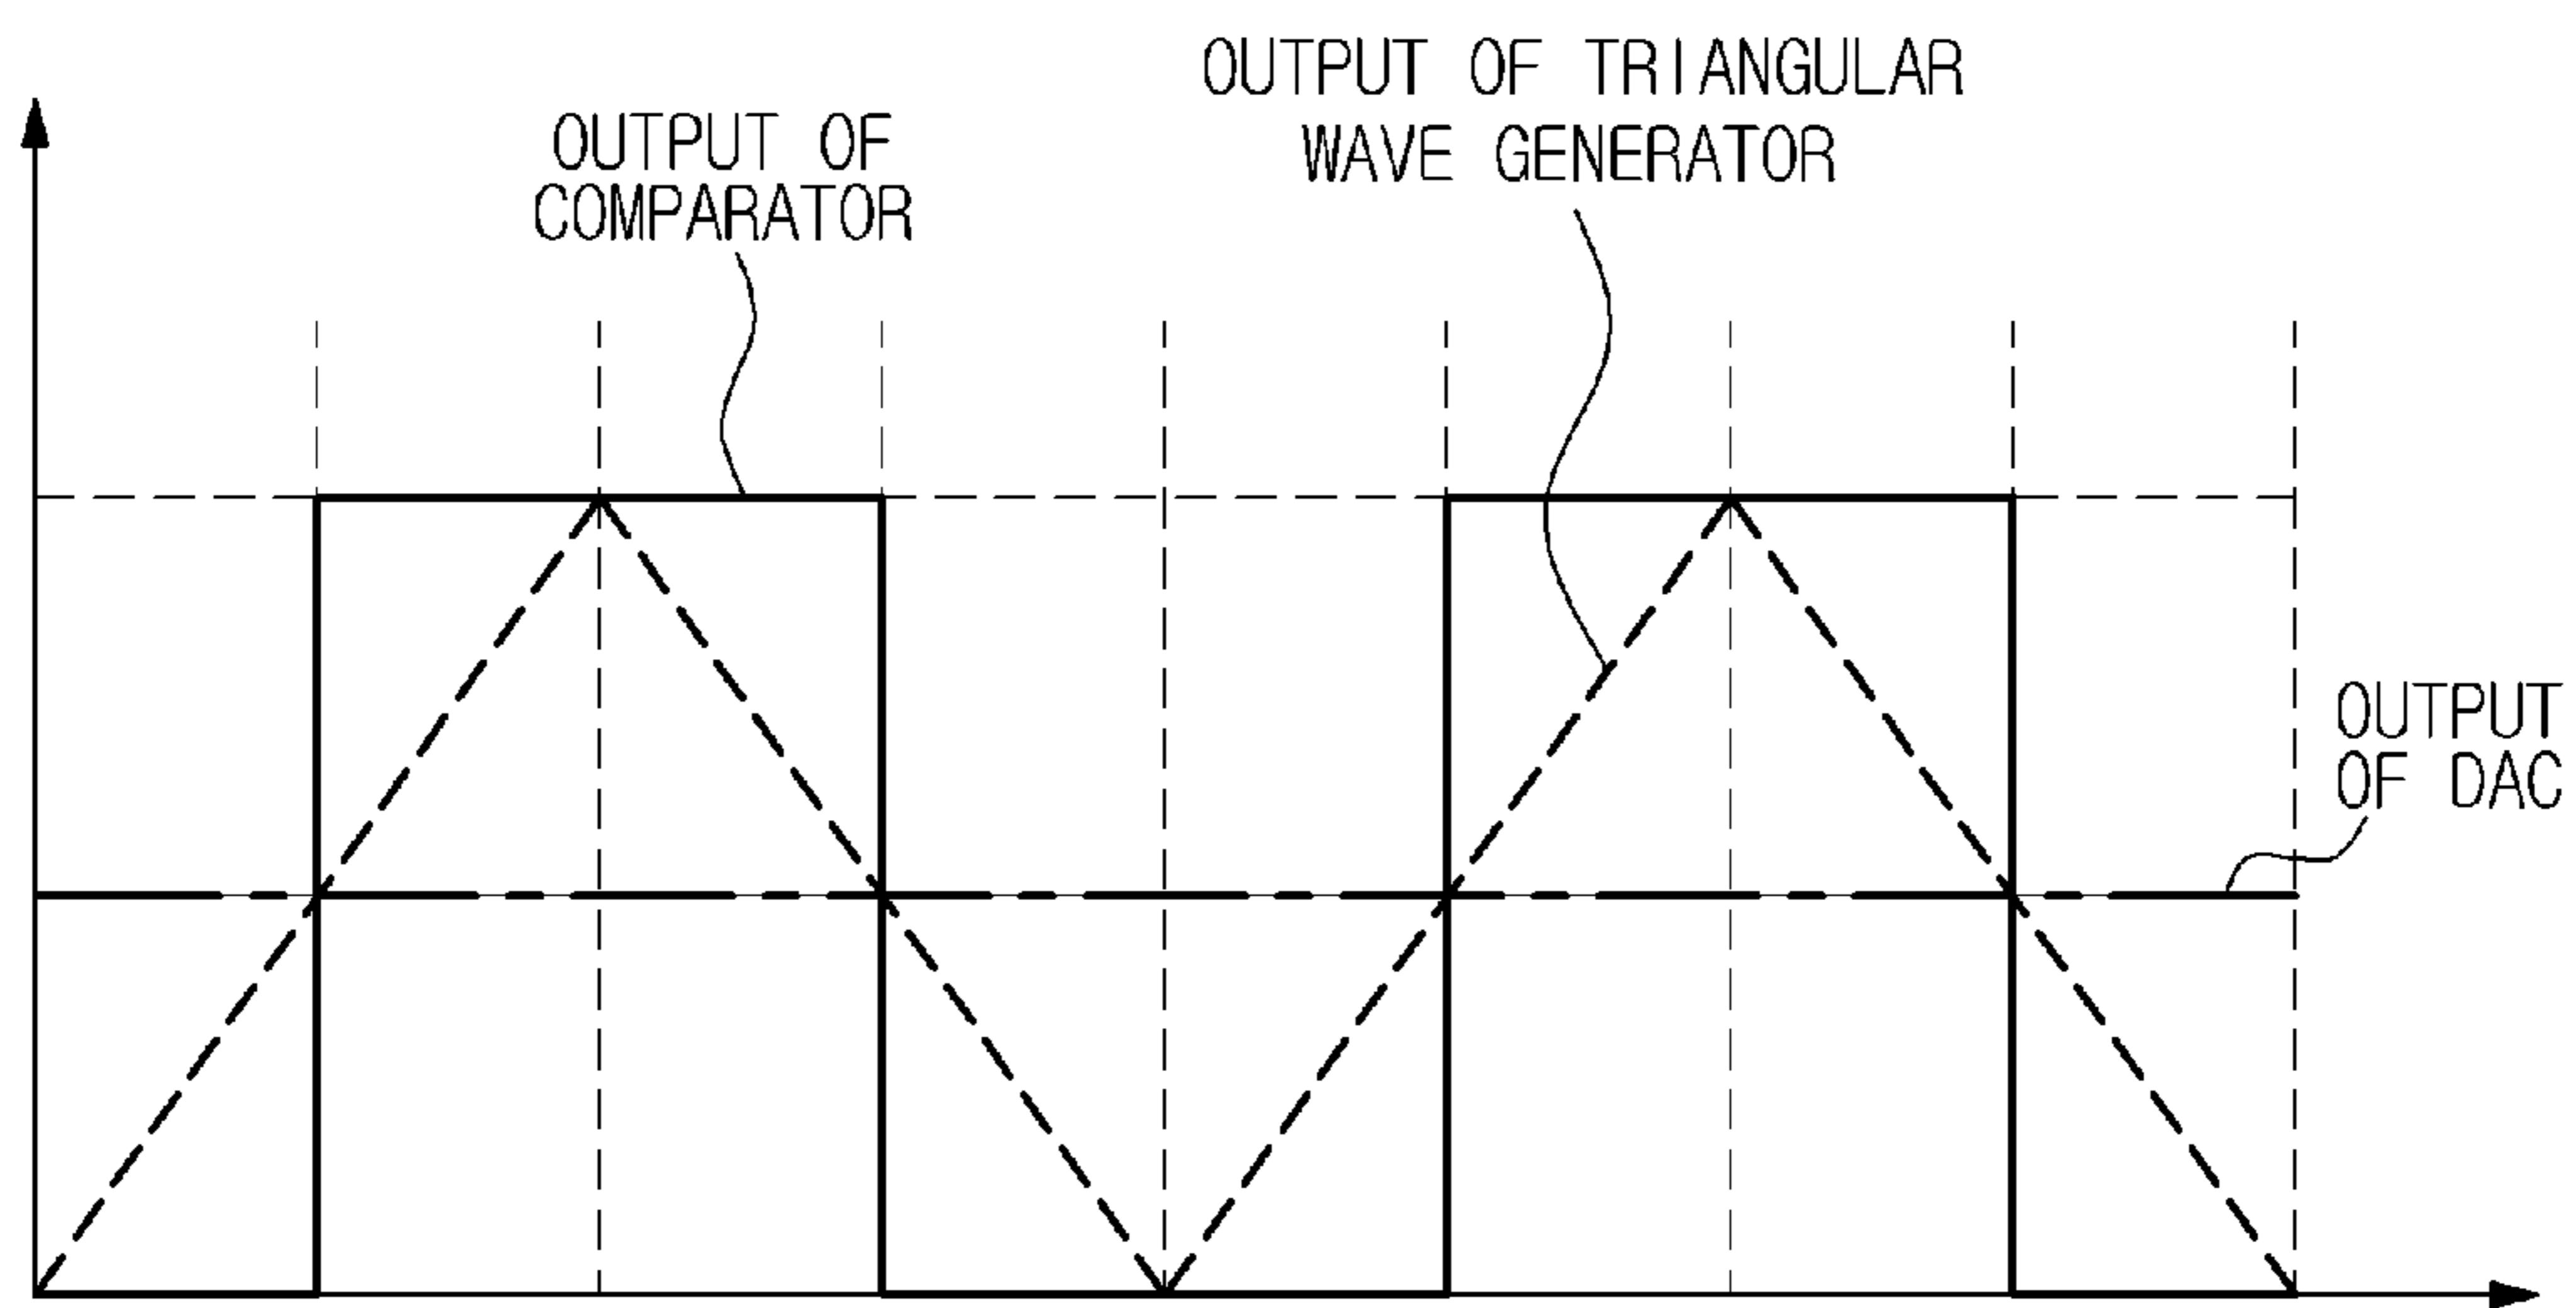 OUTPUT OF TRIANGULAR
WAVE GENERATOR
OUTPUT OF
COMPARATOR
OUTPUT
OF DAC